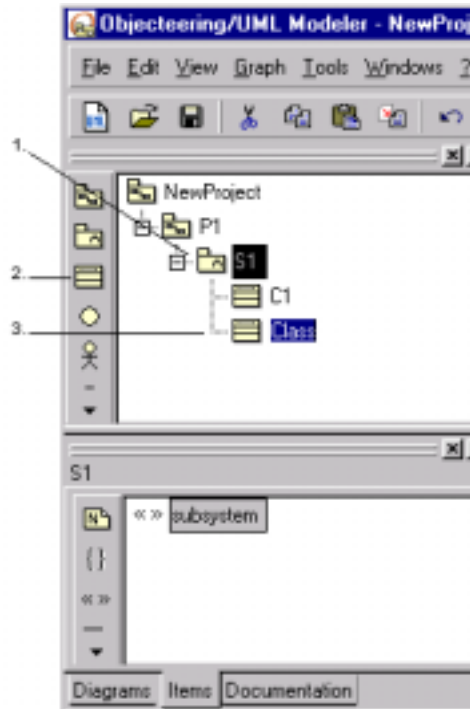 Objecteering/UML Modeler - NewProj
File Edit View Graph Tools Windows ?
1.
NewProject
P1
S1
2.
C1
3.
Class
S1
N
« » subsystem
{}
« »
Diagrams Items Documentation